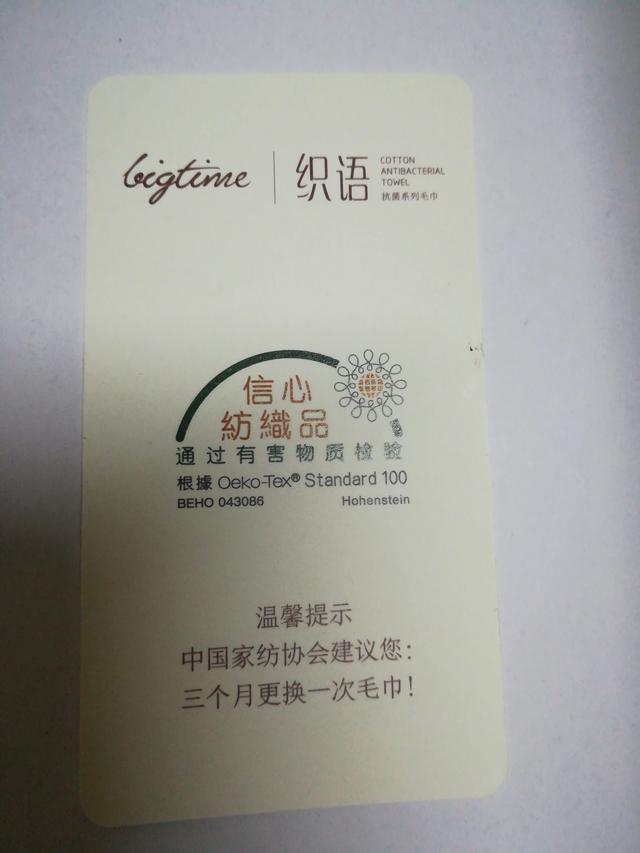 bigtime
织语
COTTON
ANTIBACTERIAL
TOWEL
抗菌系列毛巾
信心
紡織品
通过有害物质检验
根據 Oeko-Tex® Standard 100
BEHO 043086 Hohenstein
温馨提示
中国家纺协会建议您:
三个月更换一次毛巾!